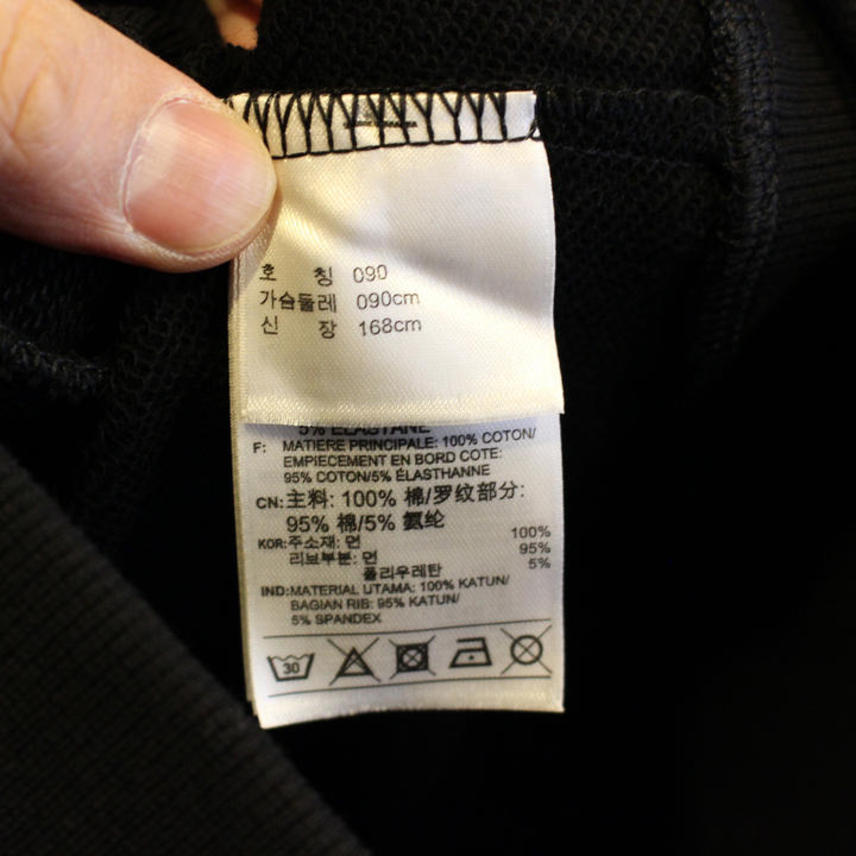 호 칭 090
가슴둘레 090cm
신 장 168cm
5% ELASTANE
F: MATIERE PRINCIPALE: 100% COTON/
EMPIECEMENT EN BORD COTE:
95% COTON/5% ÉLASTHANNE
CN: 主料: 100% 棉/罗纹部分:
95% 棉/5% 氨纶
KOR: 주소재: 면 100%
리브부분: 면 95%
폴리우레탄 5%
IND: MATERIAL UTAMA: 100% KATUN/
BAGIAN RIB: 95% KATUN/
5% SPANDEX
30